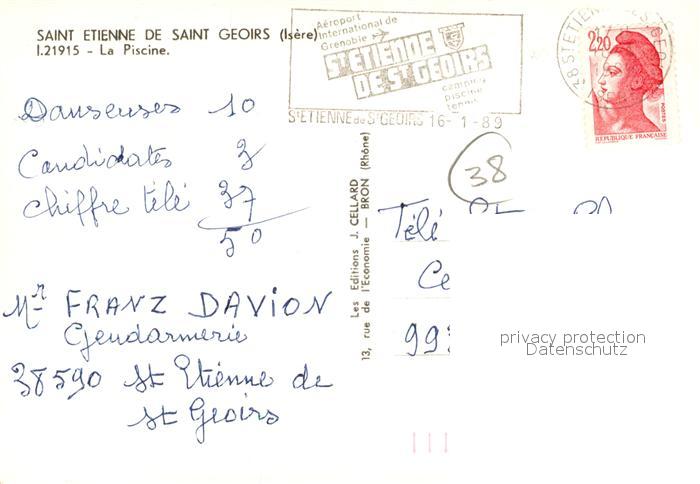 SAINT ETIENNE DE SAINT GEOIRS (Isère)
I.21915 - La Piscine.
Aéroport
International de
Grenoble
ST ETIENNE
DE ST GEOIRS
camping
piscine
tennis
ST ETIENNE de ST GEOIRS 16-1-89
38 ST ETIENNE
2,20
POSTES
REPUBLIQUE FRANÇAISE
Danseuses 10
Candidates 3
Chiffre télé 37
50
Mr FRANZ DAVION
Gendarmerie
38590 St Etienne de
St Geoirs
Les Editions J. CELLARD
13, rue de l'Economie — BRON (Rhône)
38
Télé
Ce
99
privacy protection
Datenschutz